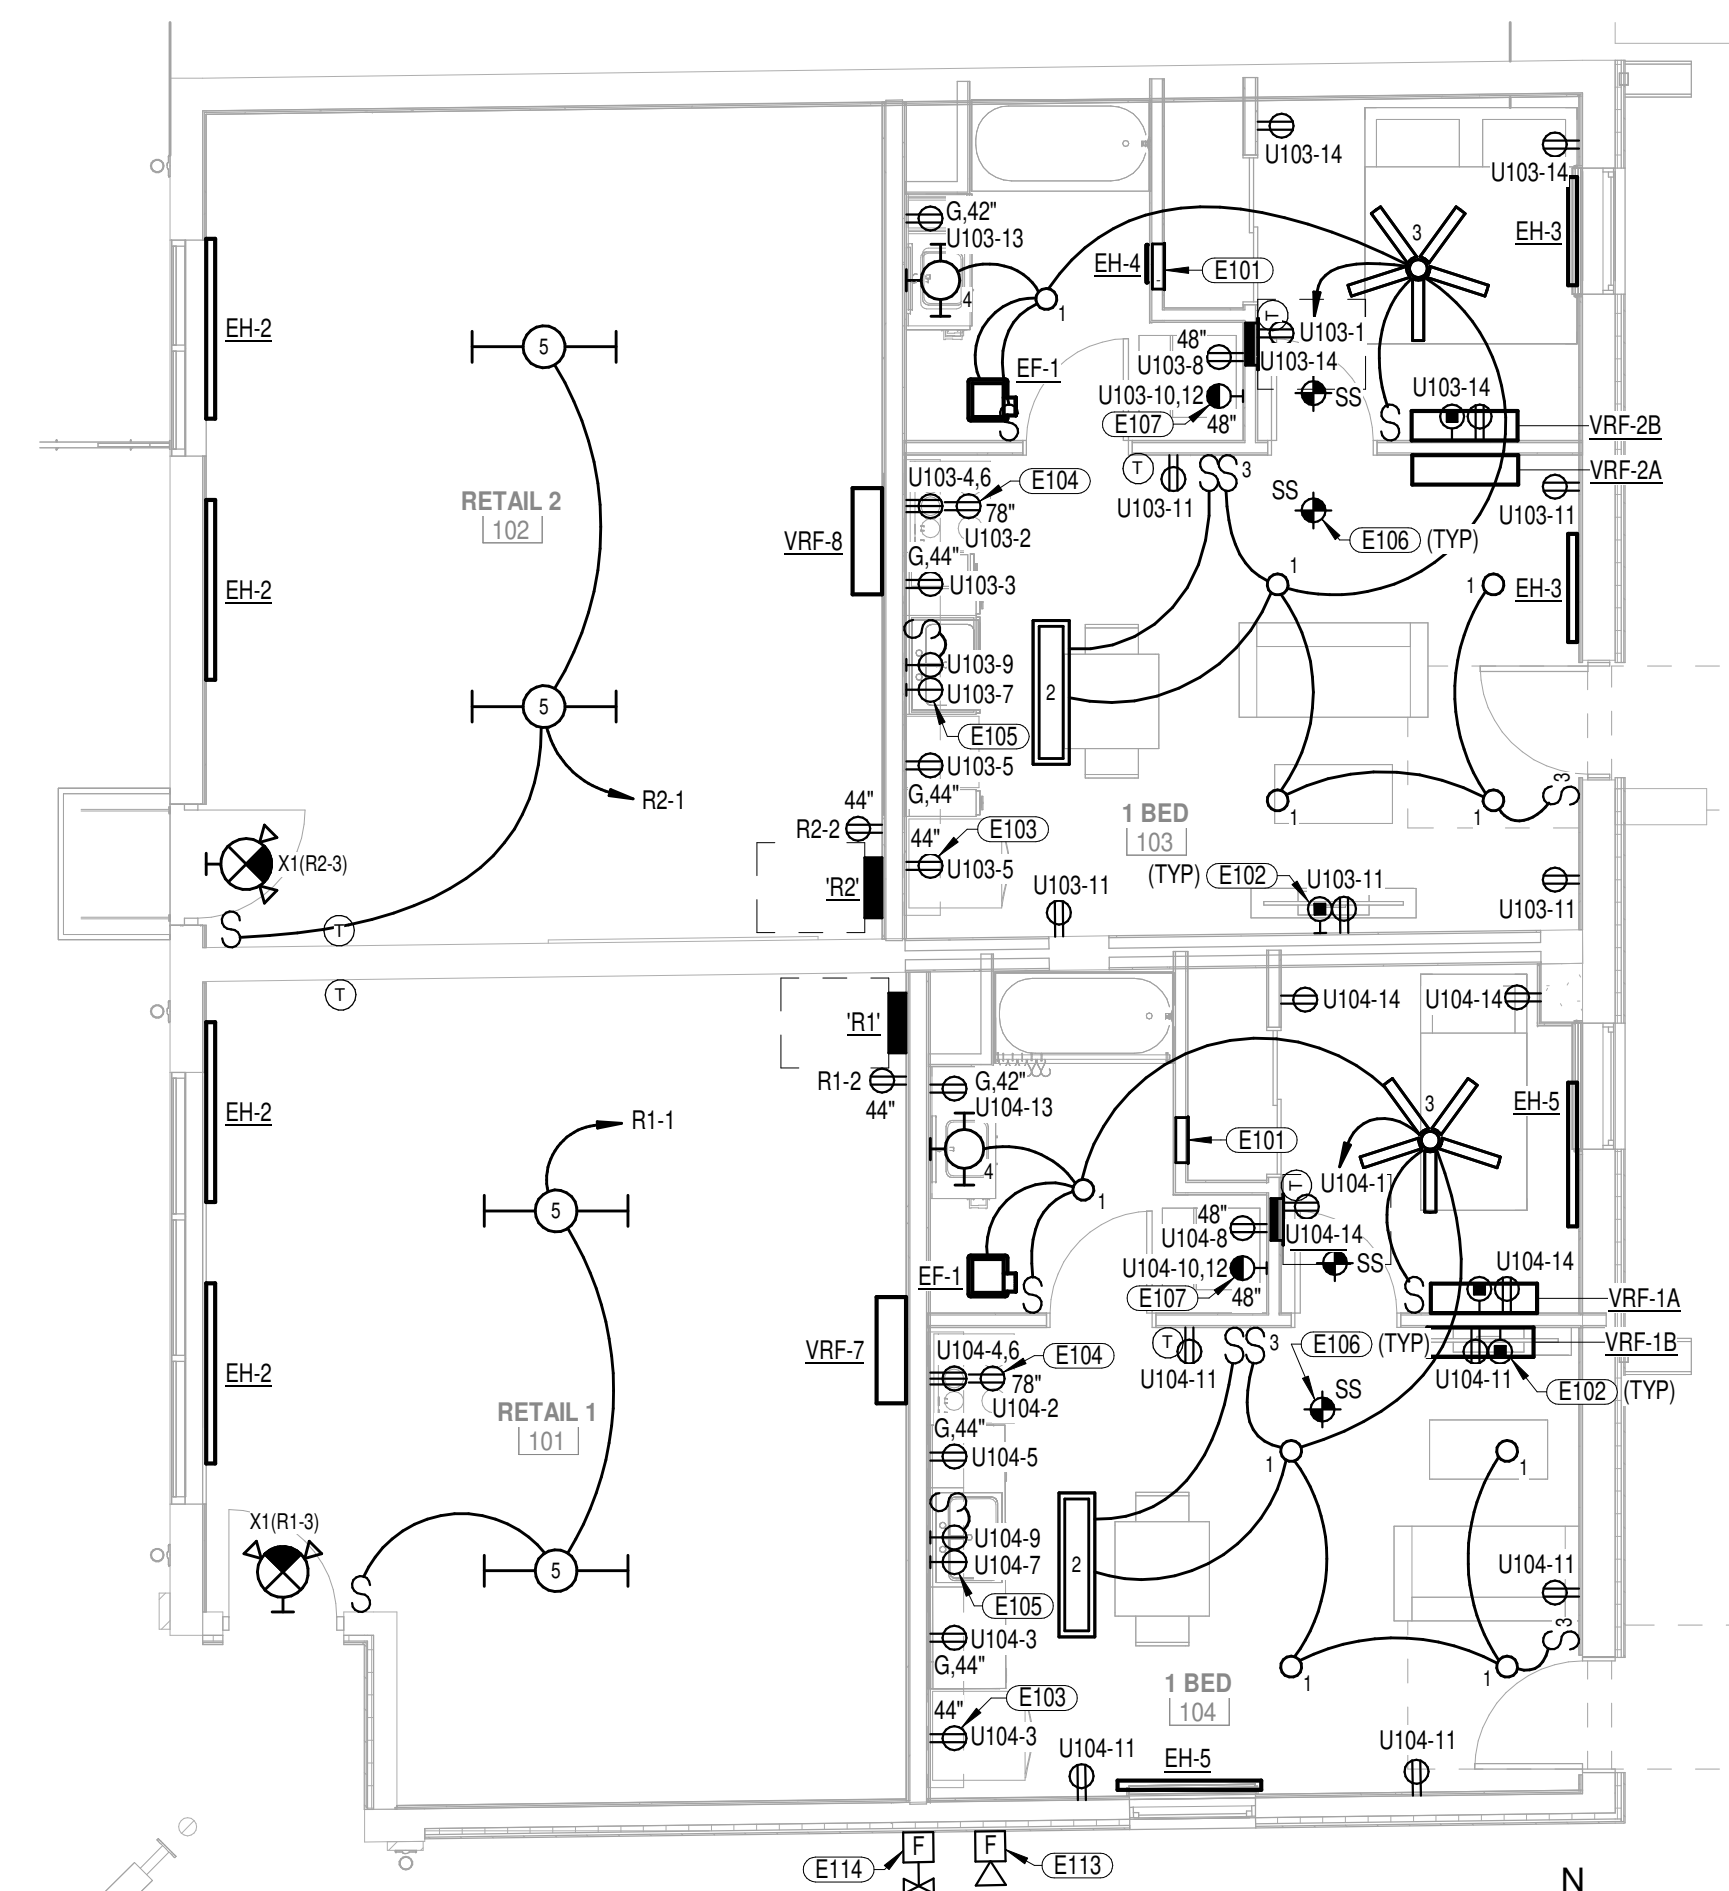 U103-14
U103-14
G,42"
U103-13
3
EH-3
EH-4
E101
4
1
T
EH-2
5
U103-1
48"
U103-8
U103-14
EF-1
U103-10,12
SS
U103-14
E107
48"
S
S
VRF-2B
T
S
S
3
VRF-2A
U103-4,6
E104
RETAIL 2
102
78"
U103-11
SS
U103-11
VRF-8
U103-2
E106
(TYP)
G,44"
1
1
EH-2
U103-3
EH-3
S
U103-9
2
5
U103-7
E105
U103-5
R2-1
G,44"
S
3
44"
1
1
1 BED
103
R2-2
E103
44"
X1(R2-3)
U103-5
(TYP)
E102
U103-11
'R2'
U103-11
U103-11
S
T
T
U104-14
U104-14
'R1'
R1-2
G,42"
44"
U104-13
EH-2
R1-1
3
EH-5
E101
4
1
T
U104-1
5
48"
U104-8
U104-14
EF-1
U104-10,12
SS
U104-14
E107
48"
S
S
VRF-1A
T
S
S
3
E106
(TYP)
VRF-1B
VRF-7
U104-4,6
E104
EH-2
78"
U104-11
SS
U104-11
E102
(TYP)
RETAIL 1
101
U104-2
G,44"
U104-5
1
1
S
X1(R1-3)
U104-9
2
5
U104-7
U104-11
S
E105
S
3
U104-3
G,44"
1
1
1 BED
104
E103
44"
U104-3
U104-11
EH-5
U104-11
F
F
E114
E113
N